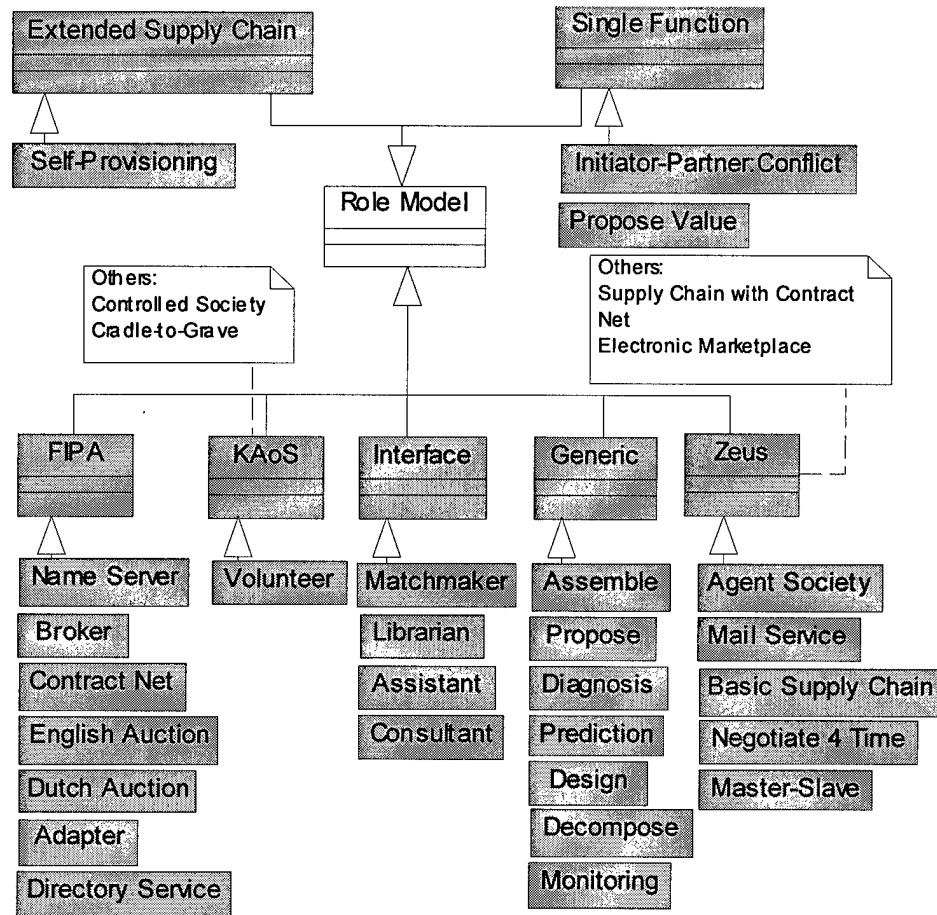 Extended Supply Chain
Single Function
Self-Provisioning
Initiator-Partner:Conflict
Role Model
Propose Value
Others:
Controlled Society
Cradle-to-Grave
Others:
Supply Chain with Contract
Net
Electronic Marketplace
FIPA
KAoS
Interface
Generic
Zeus
Name Server
Broker
Contract Net
English Auction
Dutch Auction
Adapter
Directory Service
Volunteer
Matchmaker
Librarian
Assistant
Consultant
Assemble
Propose
Diagnosis
Prediction
Design
Decompose
Monitoring
Agent Society
Mail Service
Basic Supply Chain
Negotiate 4 Time
Master-Slave